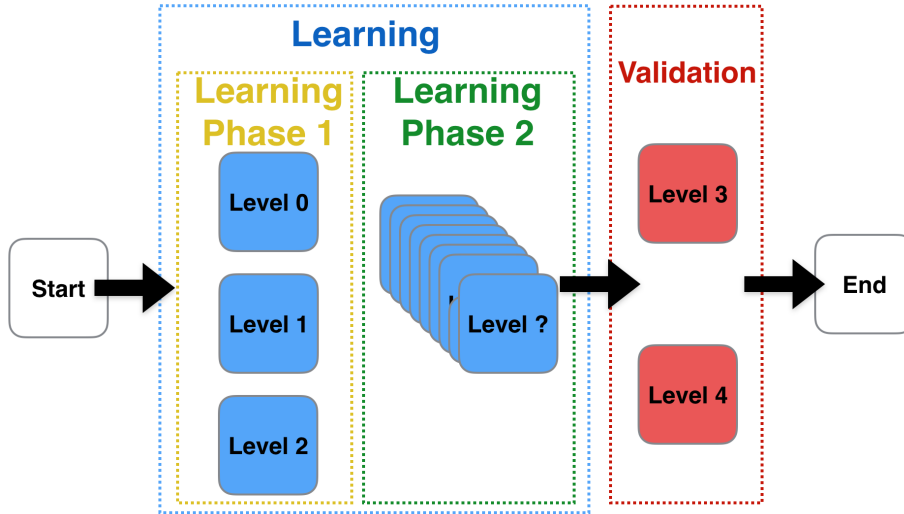 Learning
Validation
Learning
Phase 1
Learning
Phase 2
Level 0
Level 3
Start
Level 1
Level ?
End
Level 4
Level 2